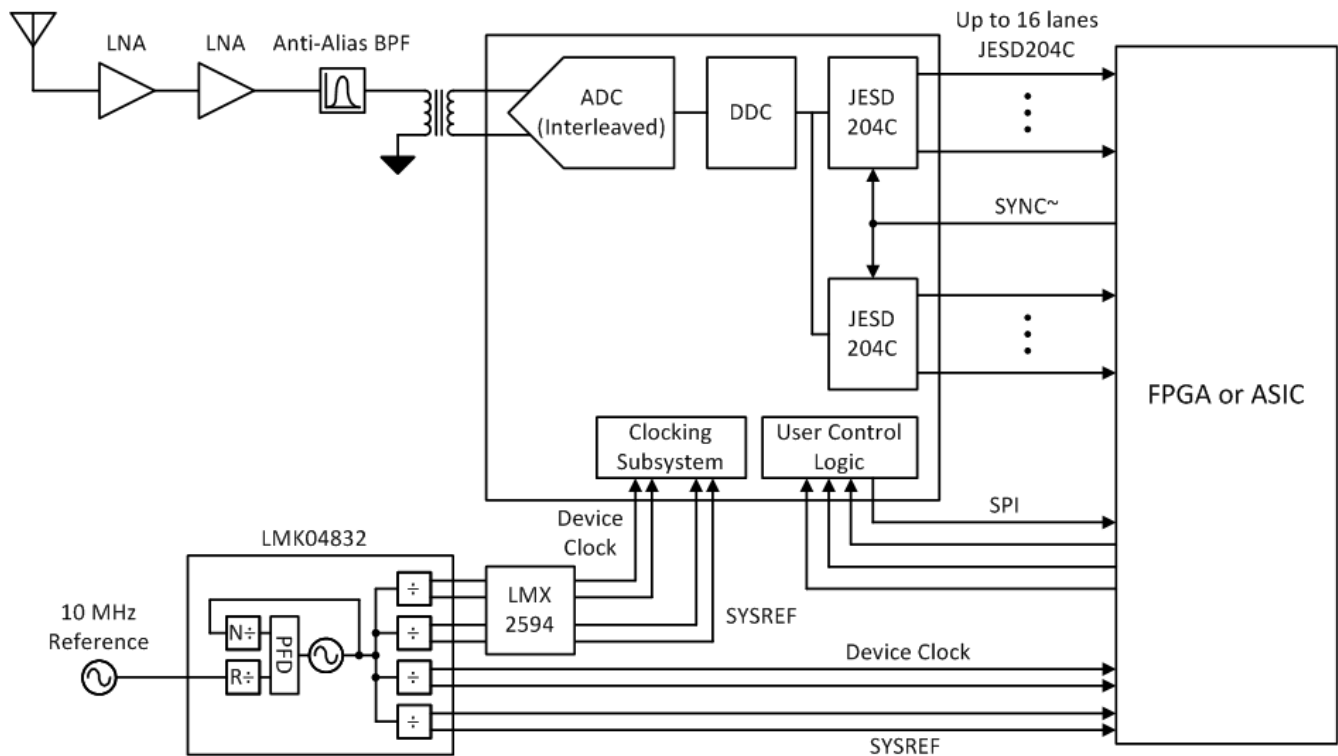 LNA
LNA
Anti-Alias BPF
Up to 16 lanes
JESD204C
ADC
(Interleaved)
DDC
JESD
204C
SYNC~
JESD
204C
FPGA or ASIC
Clocking
Subsystem
User Control
Logic
SPI
Device
Clock
LMK04832
10 MHz
Reference
N÷
R÷
PFD
÷
÷
÷
÷
LMX
2594
SYSREF
Device Clock
SYSREF